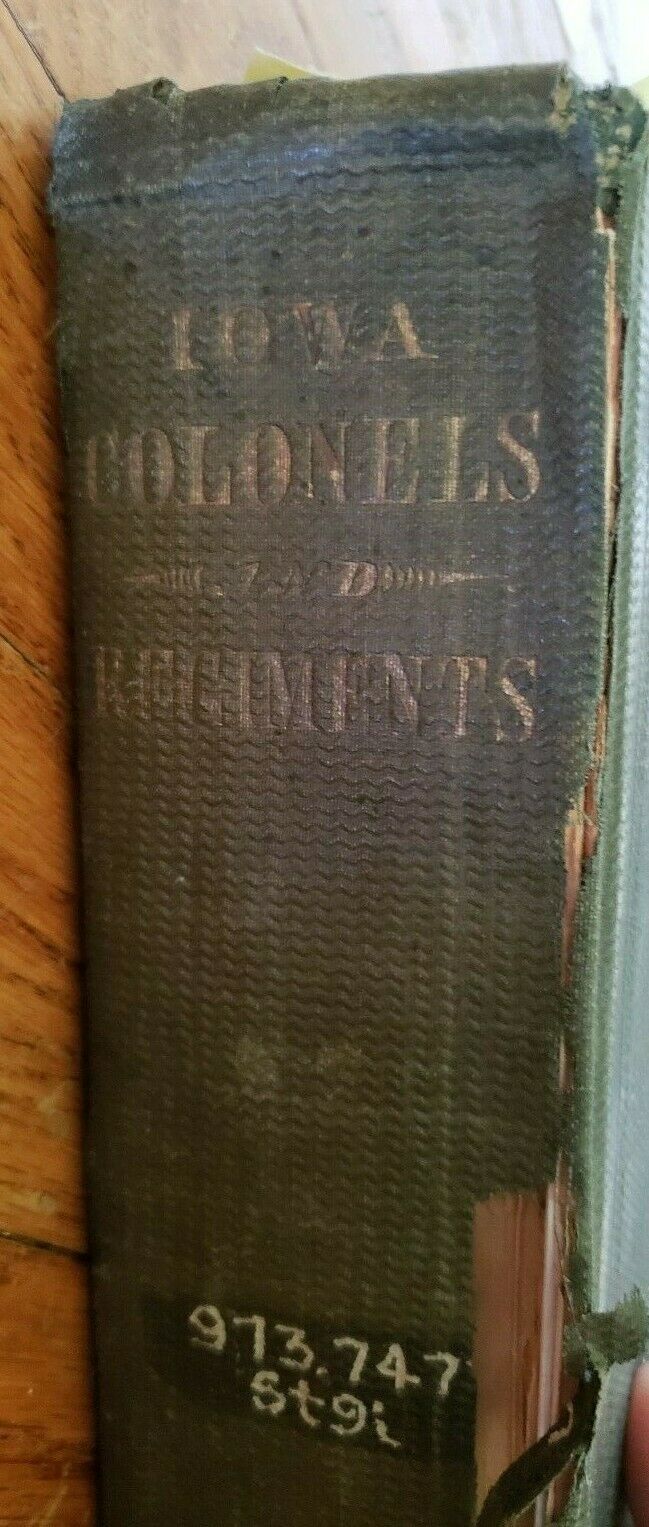 IOWA
COLONELS
AND
REGIMENTS
973.747
St9i